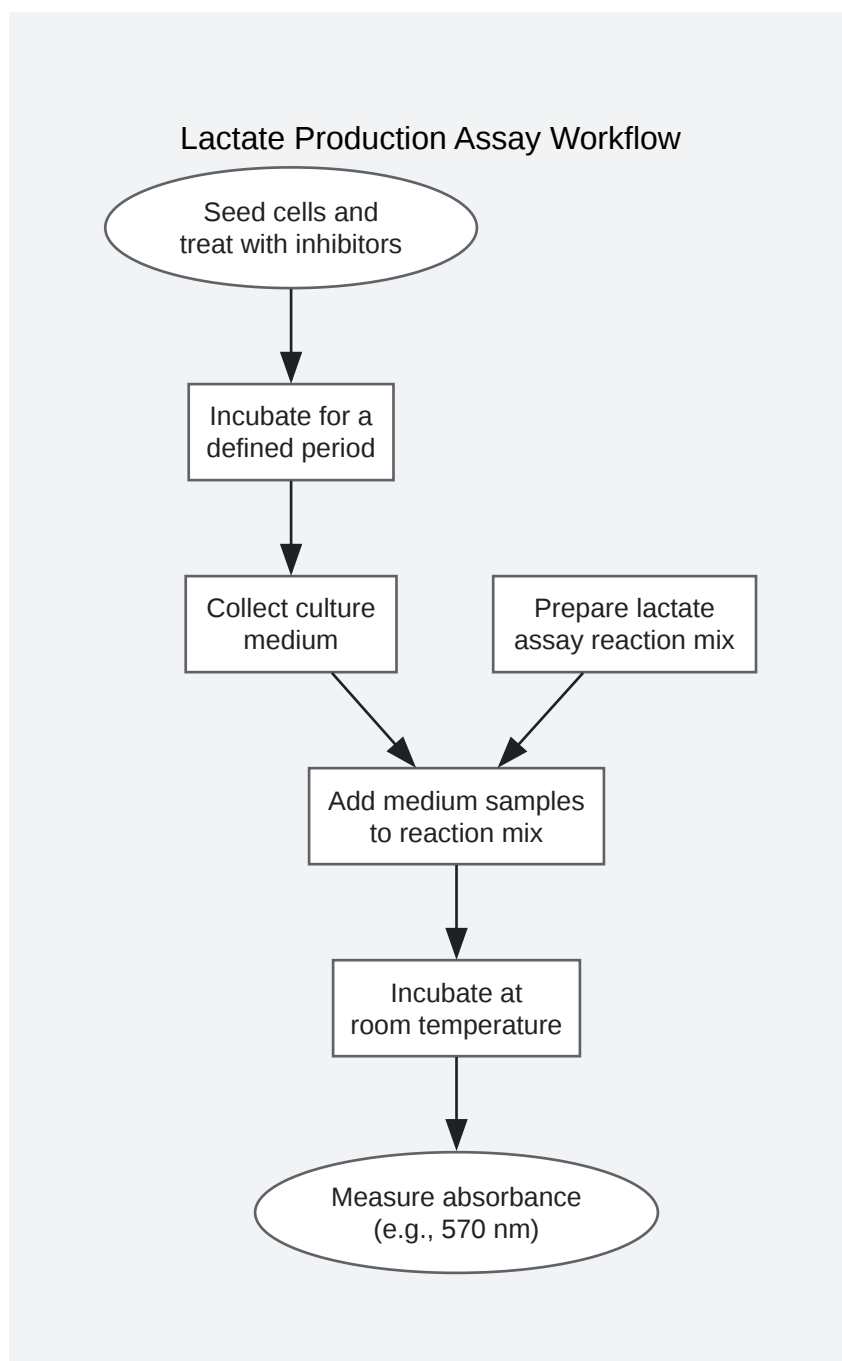 Lactate Production Assay Workflow
Seed cells and
treat with inhibitors
Incubate for a
defined period
Collect culture
medium
Prepare lactate
assay reaction mix
Add medium samples
to reaction mix
Incubate at
room temperature
Measure absorbance
(e.g., 570 nm)